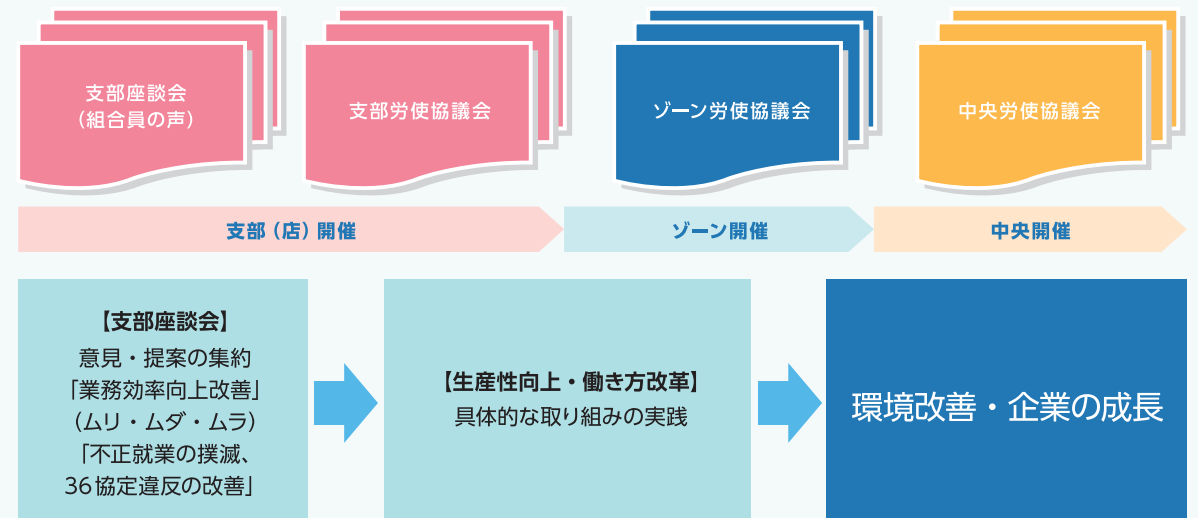 支部座談会
(組合員の声)
支部労使協議会
ゾーン労使協議会
中央労使協議会
支部(店)開催
ゾーン開催
中央開催
【支部座談会】
意見・提案の集約
「業務効率向上改善」
(ムリ・ムダ・ムラ)
「不正就業の撲滅、
36協定違反の改善」
【生産性向上・働き方改革】
具体的な取り組みの実践
環境改善・企業の成長